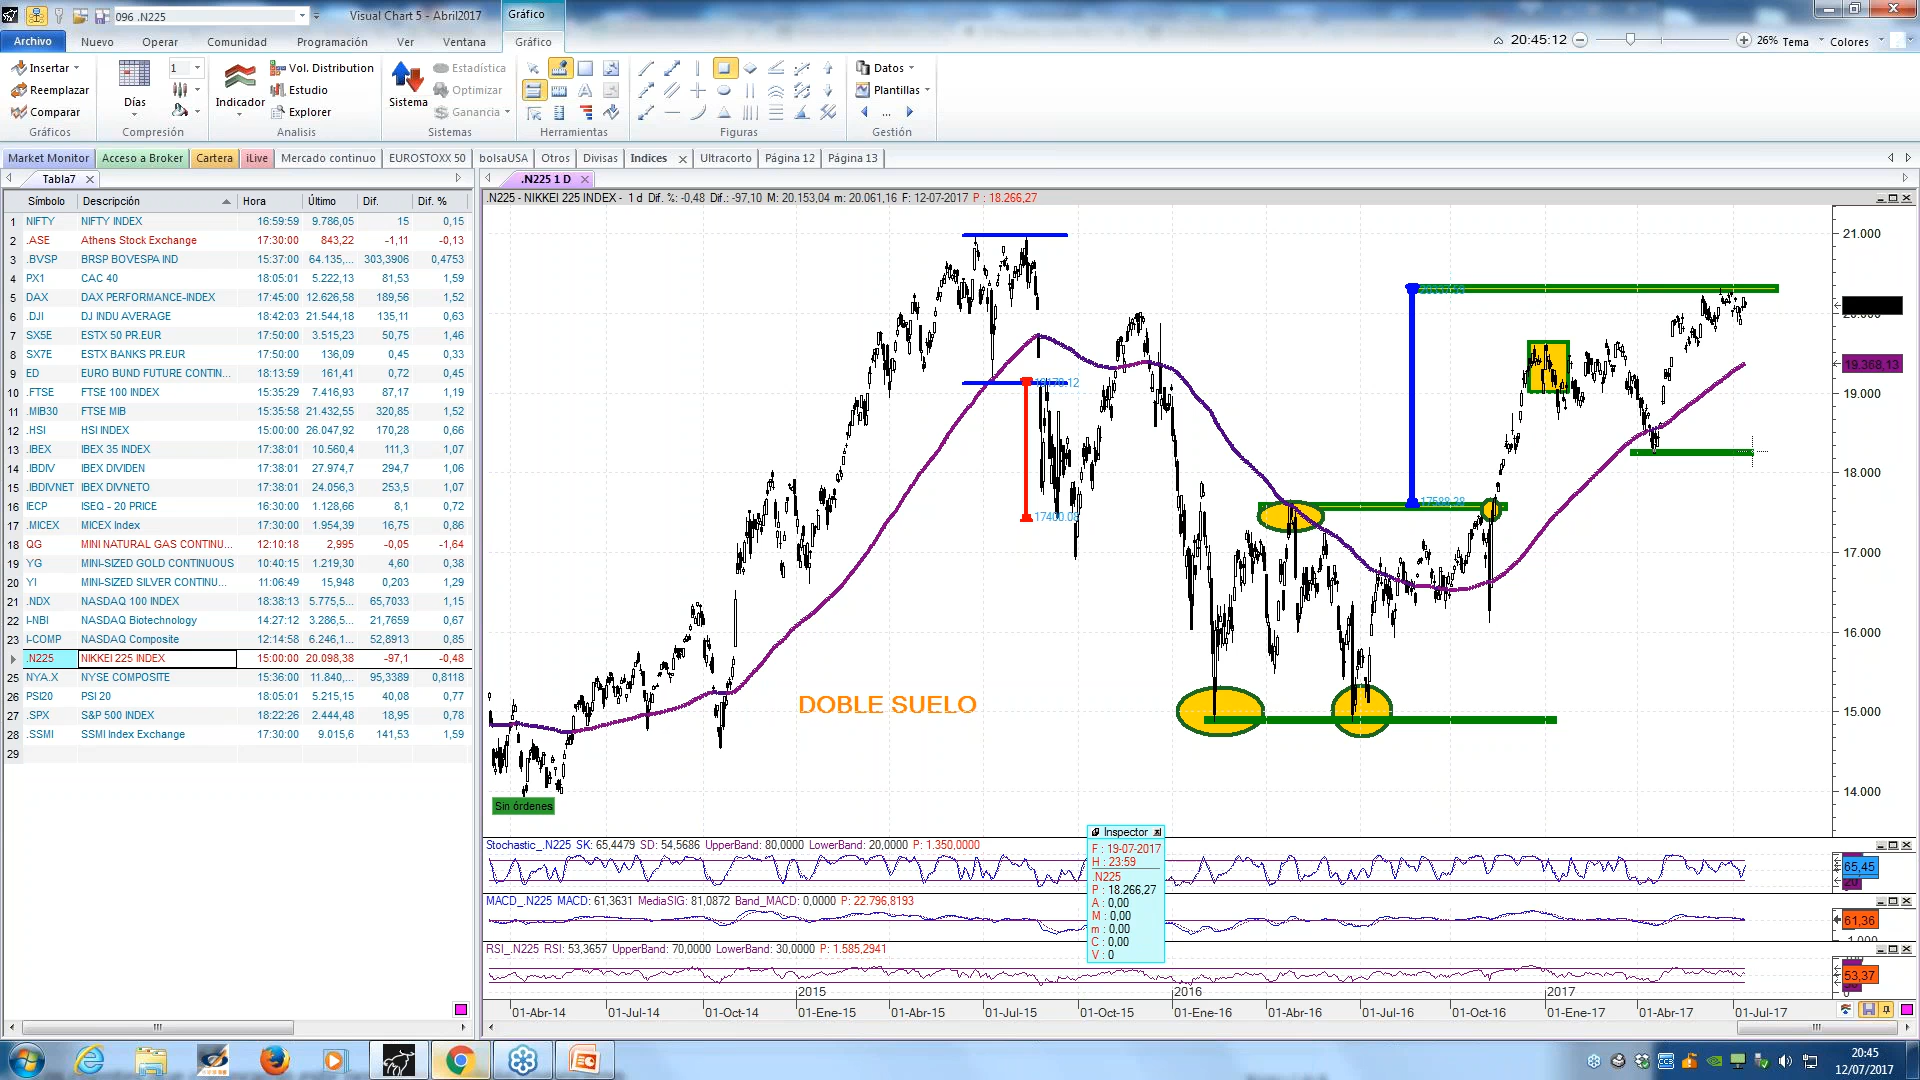 096 .N225
Visual Chart 5 - Abril2017
Gráfico
Archivo Nuevo Operar Comunidad Programación Ver Ventana Gráfico
20:45:12 26% Tema Colores
Insertar 1 Vol. Distribution Estadística Datos
Reemplazar Estudio Optimizar Plantillas
Comparar Días Indicador Explorer Sistema Ganancia ...
Gráficos Compresión Analisis Sistemas Herramientas Figuras Gestión
Market Monitor Acceso a Broker Cartera iLive Mercado continuo EUROSTOXX 50 bolsaUSA Otros Divisas Indices Ultracorto Página 12 Página 13
Tabla7 .N225 1 D
Símbolo Descripción Hora Último Dif. Dif. %
1 NIFTY NIFTY INDEX 16:59:59 9.786,05 15 0,15
2 .ASE Athens Stock Exchange 17:30:00 843,22 -1,11 -0,13
3 .BVSP BRSP BOVESPA IND 15:37:00 64.135,... 303,3906 0,4753
4 PX1 CAC 40 18:05:01 5.222,13 81,53 1,59
5 DAX DAX PERFORMANCE-INDEX 17:45:00 12.626,58 189,56 1,52
6 .DJI DJ INDU AVERAGE 18:42:03 21.544,18 135,11 0,63
7 SX5E ESTX 50 PR.EUR 17:50:00 3.515,23 50,75 1,46
8 SX7E ESTX BANKS PR.EUR 17:50:00 136,09 0,45 0,33
9 ED EURO BUND FUTURE CONTIN... 18:13:59 161,41 0,72 0,45
10 .FTSE FTSE 100 INDEX 15:35:29 7.416,93 87,17 1,19
11 .MIB30 FTSE MIB 15:35:58 21.432,55 320,85 1,52
12 .HSI HSI INDEX 15:00:00 26.047,92 170,28 0,66
13 .IBEX IBEX 35 INDEX 17:38:01 10.560,4 111,3 1,07
14 .IBDIV IBEX DIVIDEN 17:38:01 27.974,7 294,7 1,06
15 .IBDIVNET IBEX DIVNETO 17:38:01 24.056,3 253,5 1,07
16 IECP ISEQ - 20 PRICE 16:30:00 1.128,66 8,1 0,72
17 .MICEX MICEX Index 17:30:00 1.954,39 16,75 0,86
18 QG MINI NATURAL GAS CONTINU... 12:10:18 2,995 -0,05 -1,64
19 YG MINI-SIZED GOLD CONTINUOUS 10:40:15 1.219,30 4,60 0,38
20 YI MINI-SIZED SILVER CONTINU... 11:06:49 15,948 0,203 1,29
21 .NDX NASDAQ 100 INDEX 18:38:13 5.775,5... 65,7033 1,15
22 I-NBI NASDAQ Biotechnology 14:27:12 3.286,5... 21,7659 0,67
23 I-COMP NASDAQ Composite 12:14:58 6.246,1... 52,8913 0,85
.N225 NIKKEI 225 INDEX 15:00:00 20.098,38 -97,1 -0,48
25 NYA.X NYSE COMPOSITE 15:36:00 11.840,... 95,3389 0,8118
26 PSI20 PSI 20 18:05:01 5.215,15 40,08 0,77
27 .SPX S&P 500 INDEX 18:22:26 2.444,48 18,95 0,78
28 .SSMI SSMI Index Exchange 17:30:00 9.015,6 141,53 1,59
29
.N225 - NIKKEI 225 INDEX - 1 d Dif. %: -0,48 Dif.: -97,10 M: 20.153,04 m: 20.061,16 F: 12-07-2017 P : 18.266,27
21.000
19.368,13
19.000
18.000
17.000
16.000
15.000
14.000
17588.28
DOBLE SUELO
Sin órdenes
Inspector
F : 19-07-2017
H : 23:59
.N225
P : 18.266,27
A : 0,00
M : 0,00
m : 0,00
C : 0,00
V : 0
Stochastic_.N225 SK: 65,4479 SD: 54,5686 UpperBand: 80,0000 LowerBand: 20,0000 P: 1.350,0000
65,45
MACD_.N225 MACD: 61,3631 MediaSIG: 81,0872 Band_MACD: 0,0000 P: 22.796,8193
61,36
RSI_.N225 RSI: 53,3657 UpperBand: 70,0000 LowerBand: 30,0000 P: 1.585,2941
53,37
2015 2016 2017
01-Abr-14 01-Jul-14 01-Oct-14 01-Ene-15 01-Abr-15 01-Jul-15 01-Oct-15 01-Ene-16 01-Abr-16 01-Jul-16 01-Oct-16 01-Ene-17 01-Abr-17 01-Jul-17
20:45
12/07/2017